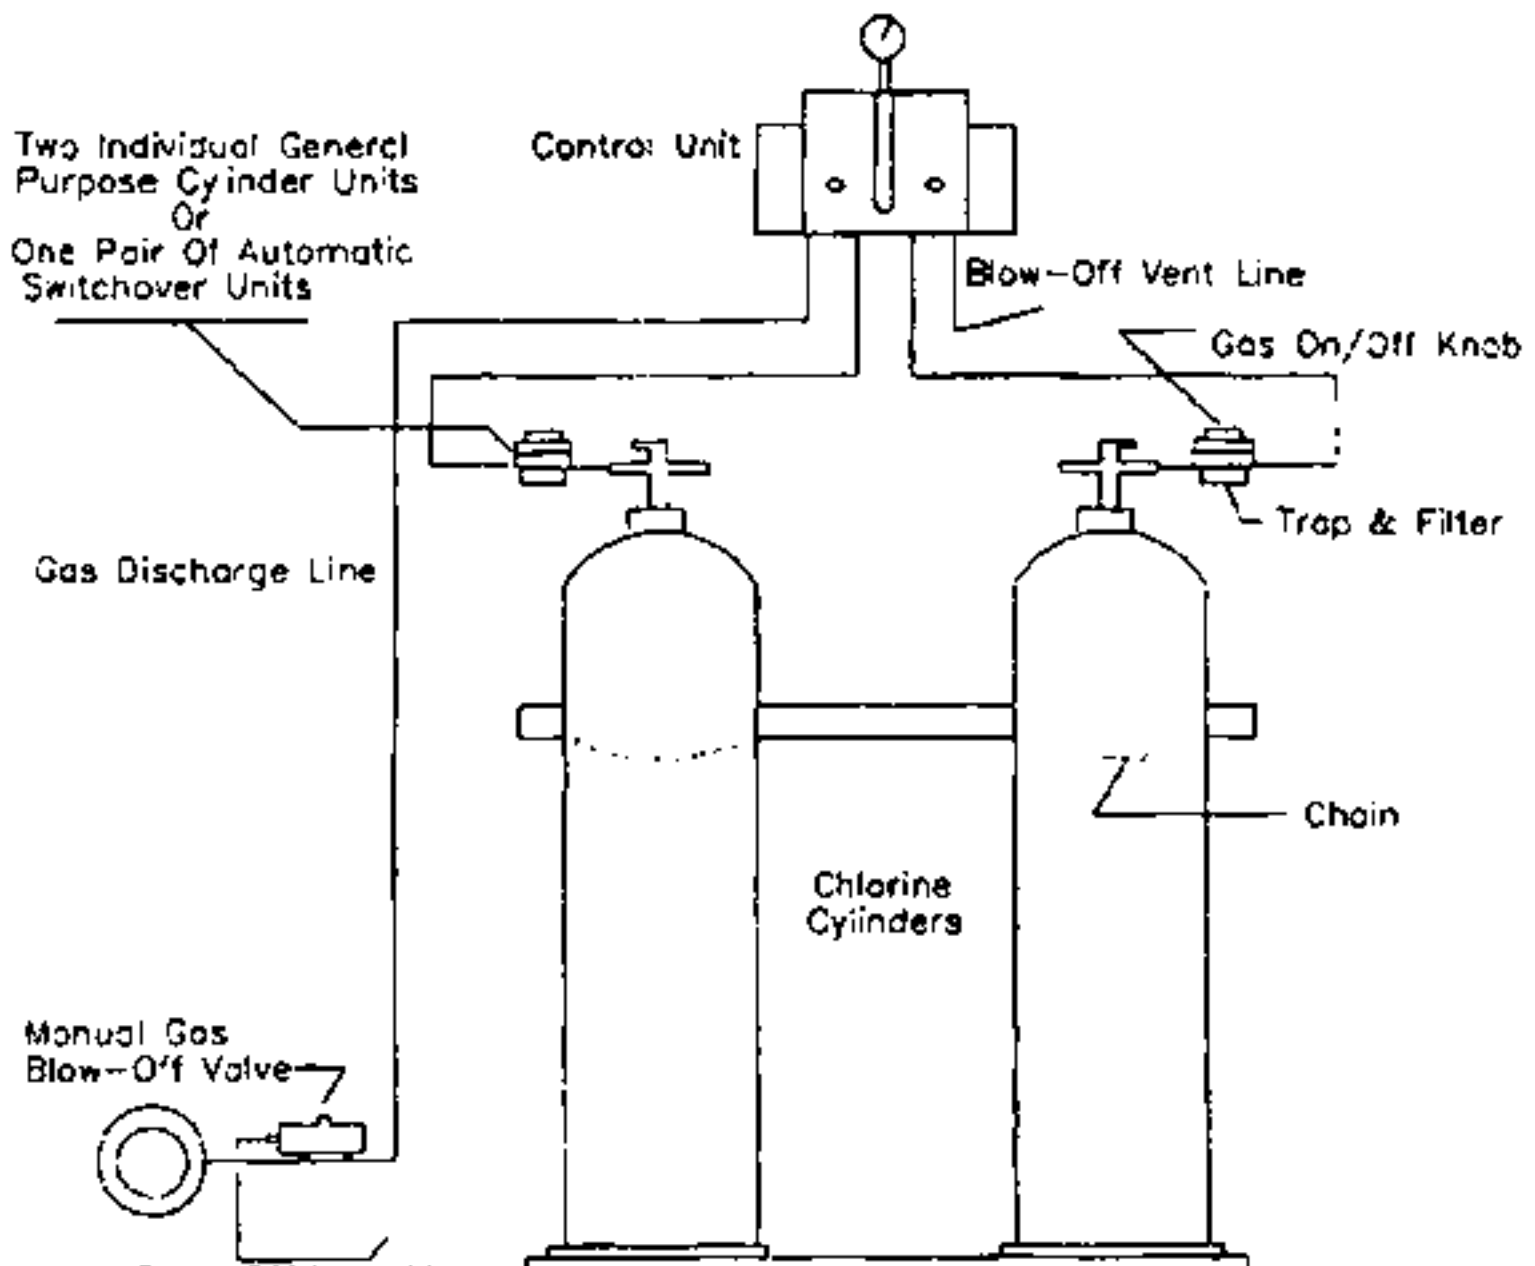 Two Individual General
Purpose Cylinder Units
Or
One Pair Of Automatic
Switchover Units
Control Unit
Blow-Off Vent Line
Gas On/Off Knob
Trap & Filter
Gas Discharge Line
Chain
Chlorine
Cylinders
Manual Gas
Blow-Off Valve